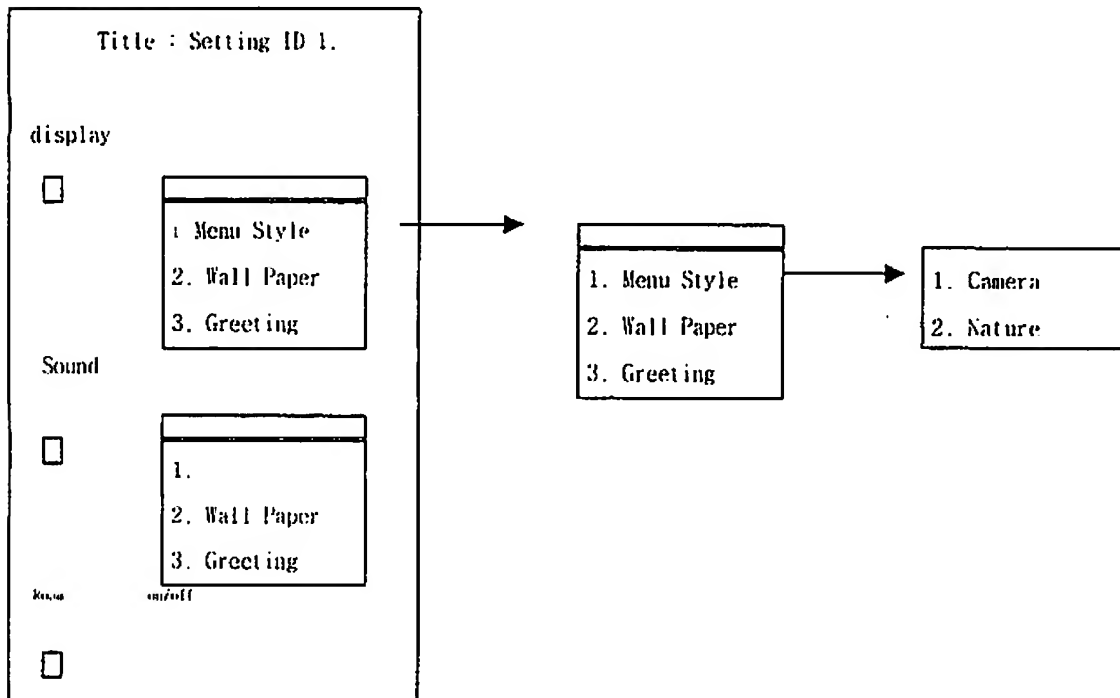 Title : Setting ID 1.
display
1 Menu Style
2. Wall Paper
3. Greeting
Sound
1.
2. Wall Paper
3. Greeting
on/off
1. Menu Style
2. Wall Paper
3. Greeting
1. Camera
2. Nature